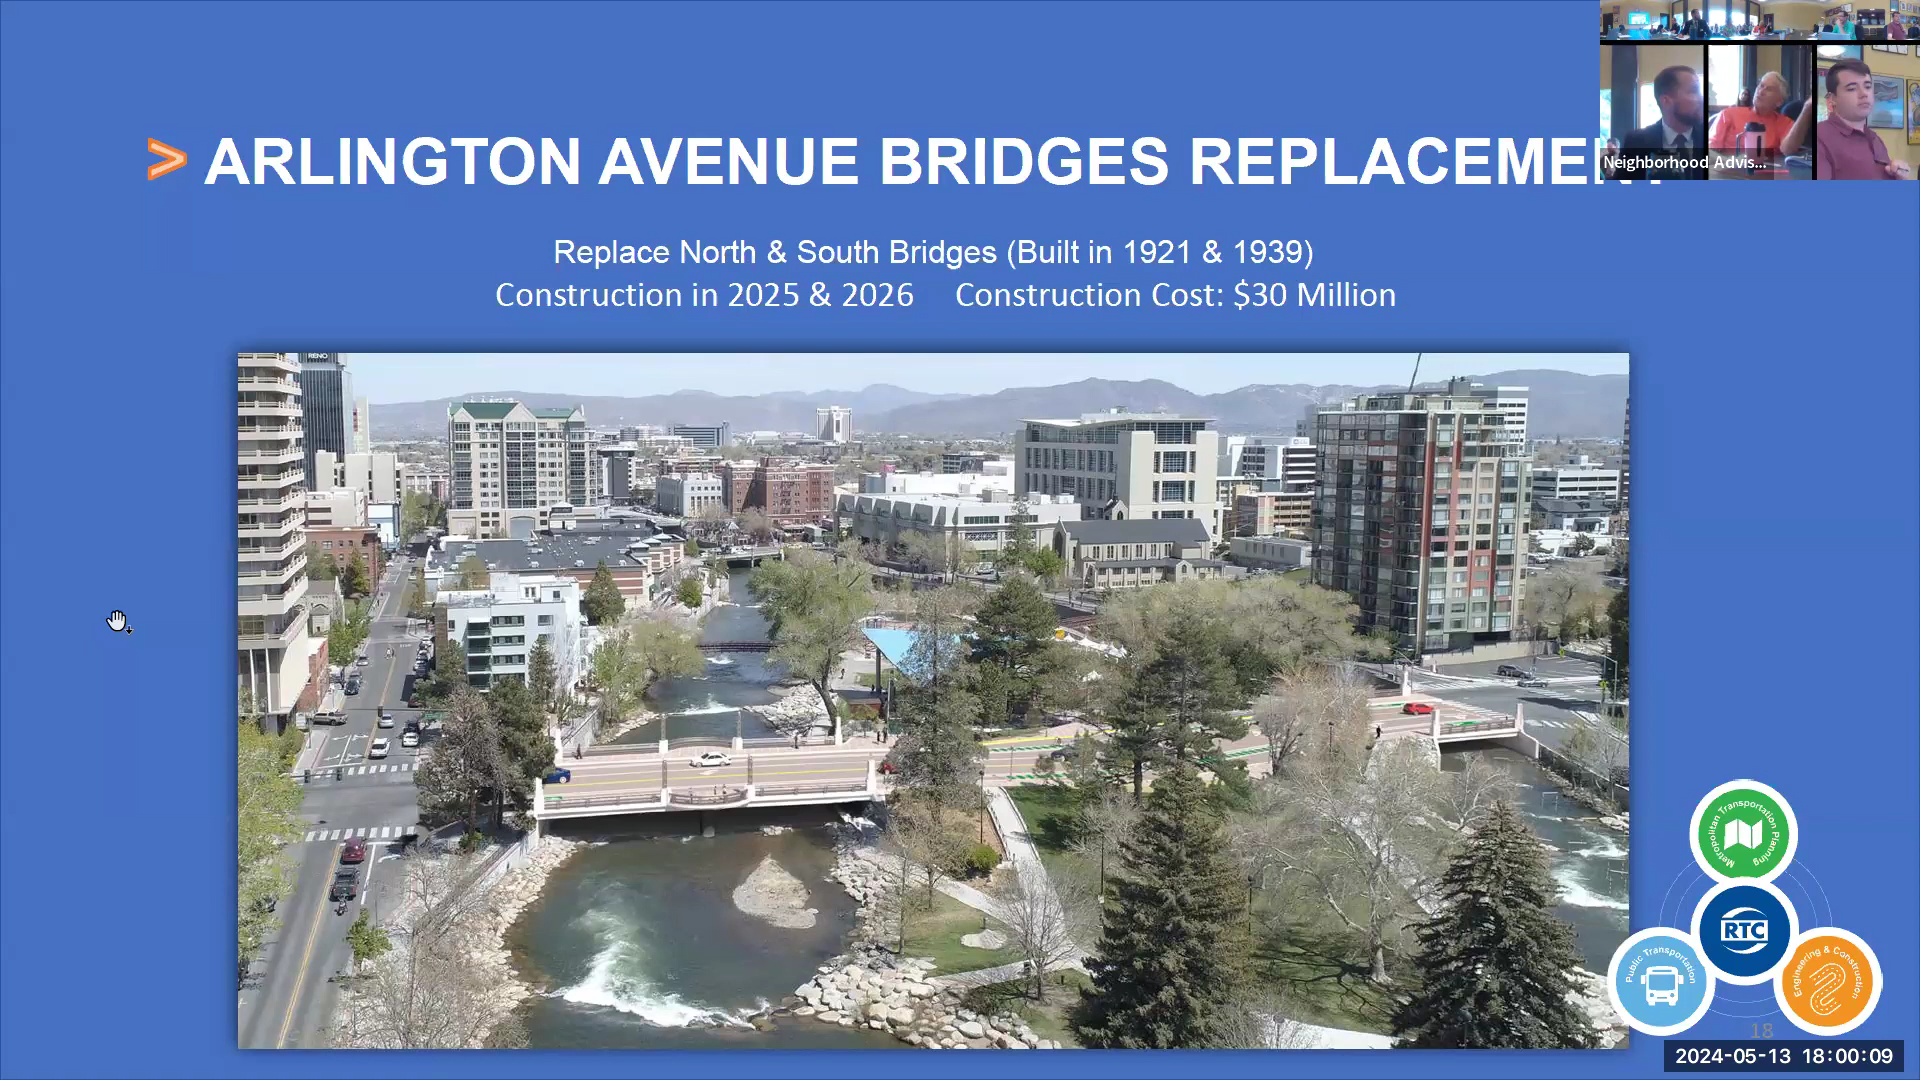 > ARLINGTON AVENUE BRIDGES REPLACEMENT
Neighborhood Advis...
Replace North & South Bridges (Built in 1921 & 1939)
Construction in 2025 & 2026 Construction Cost: $30 Million
RENO
Metropolitan Transportation Planning
RTC
Public Transportation
Engineering & Construction
18
2024-05-13 18:00:09